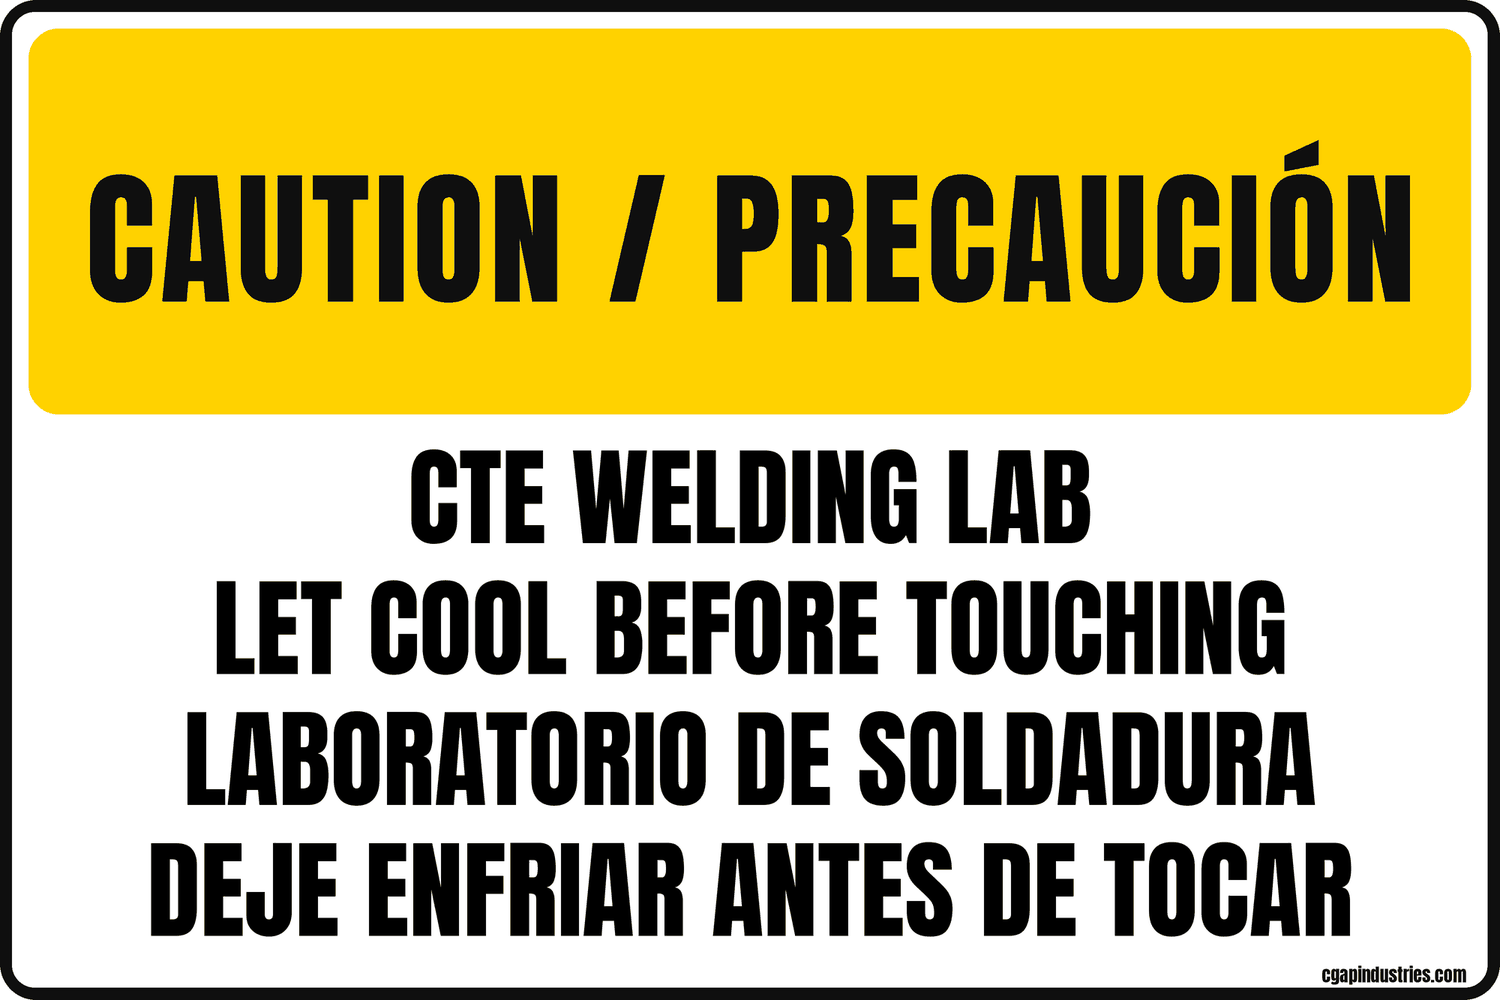 CAUTION / PRECAUCIÓN
CTE WELDING LAB
LET COOL BEFORE TOUCHING
LABORATORIO DE SOLDADURA
DEJE ENFRIAR ANTES DE TOCAR
cgapindustries.com